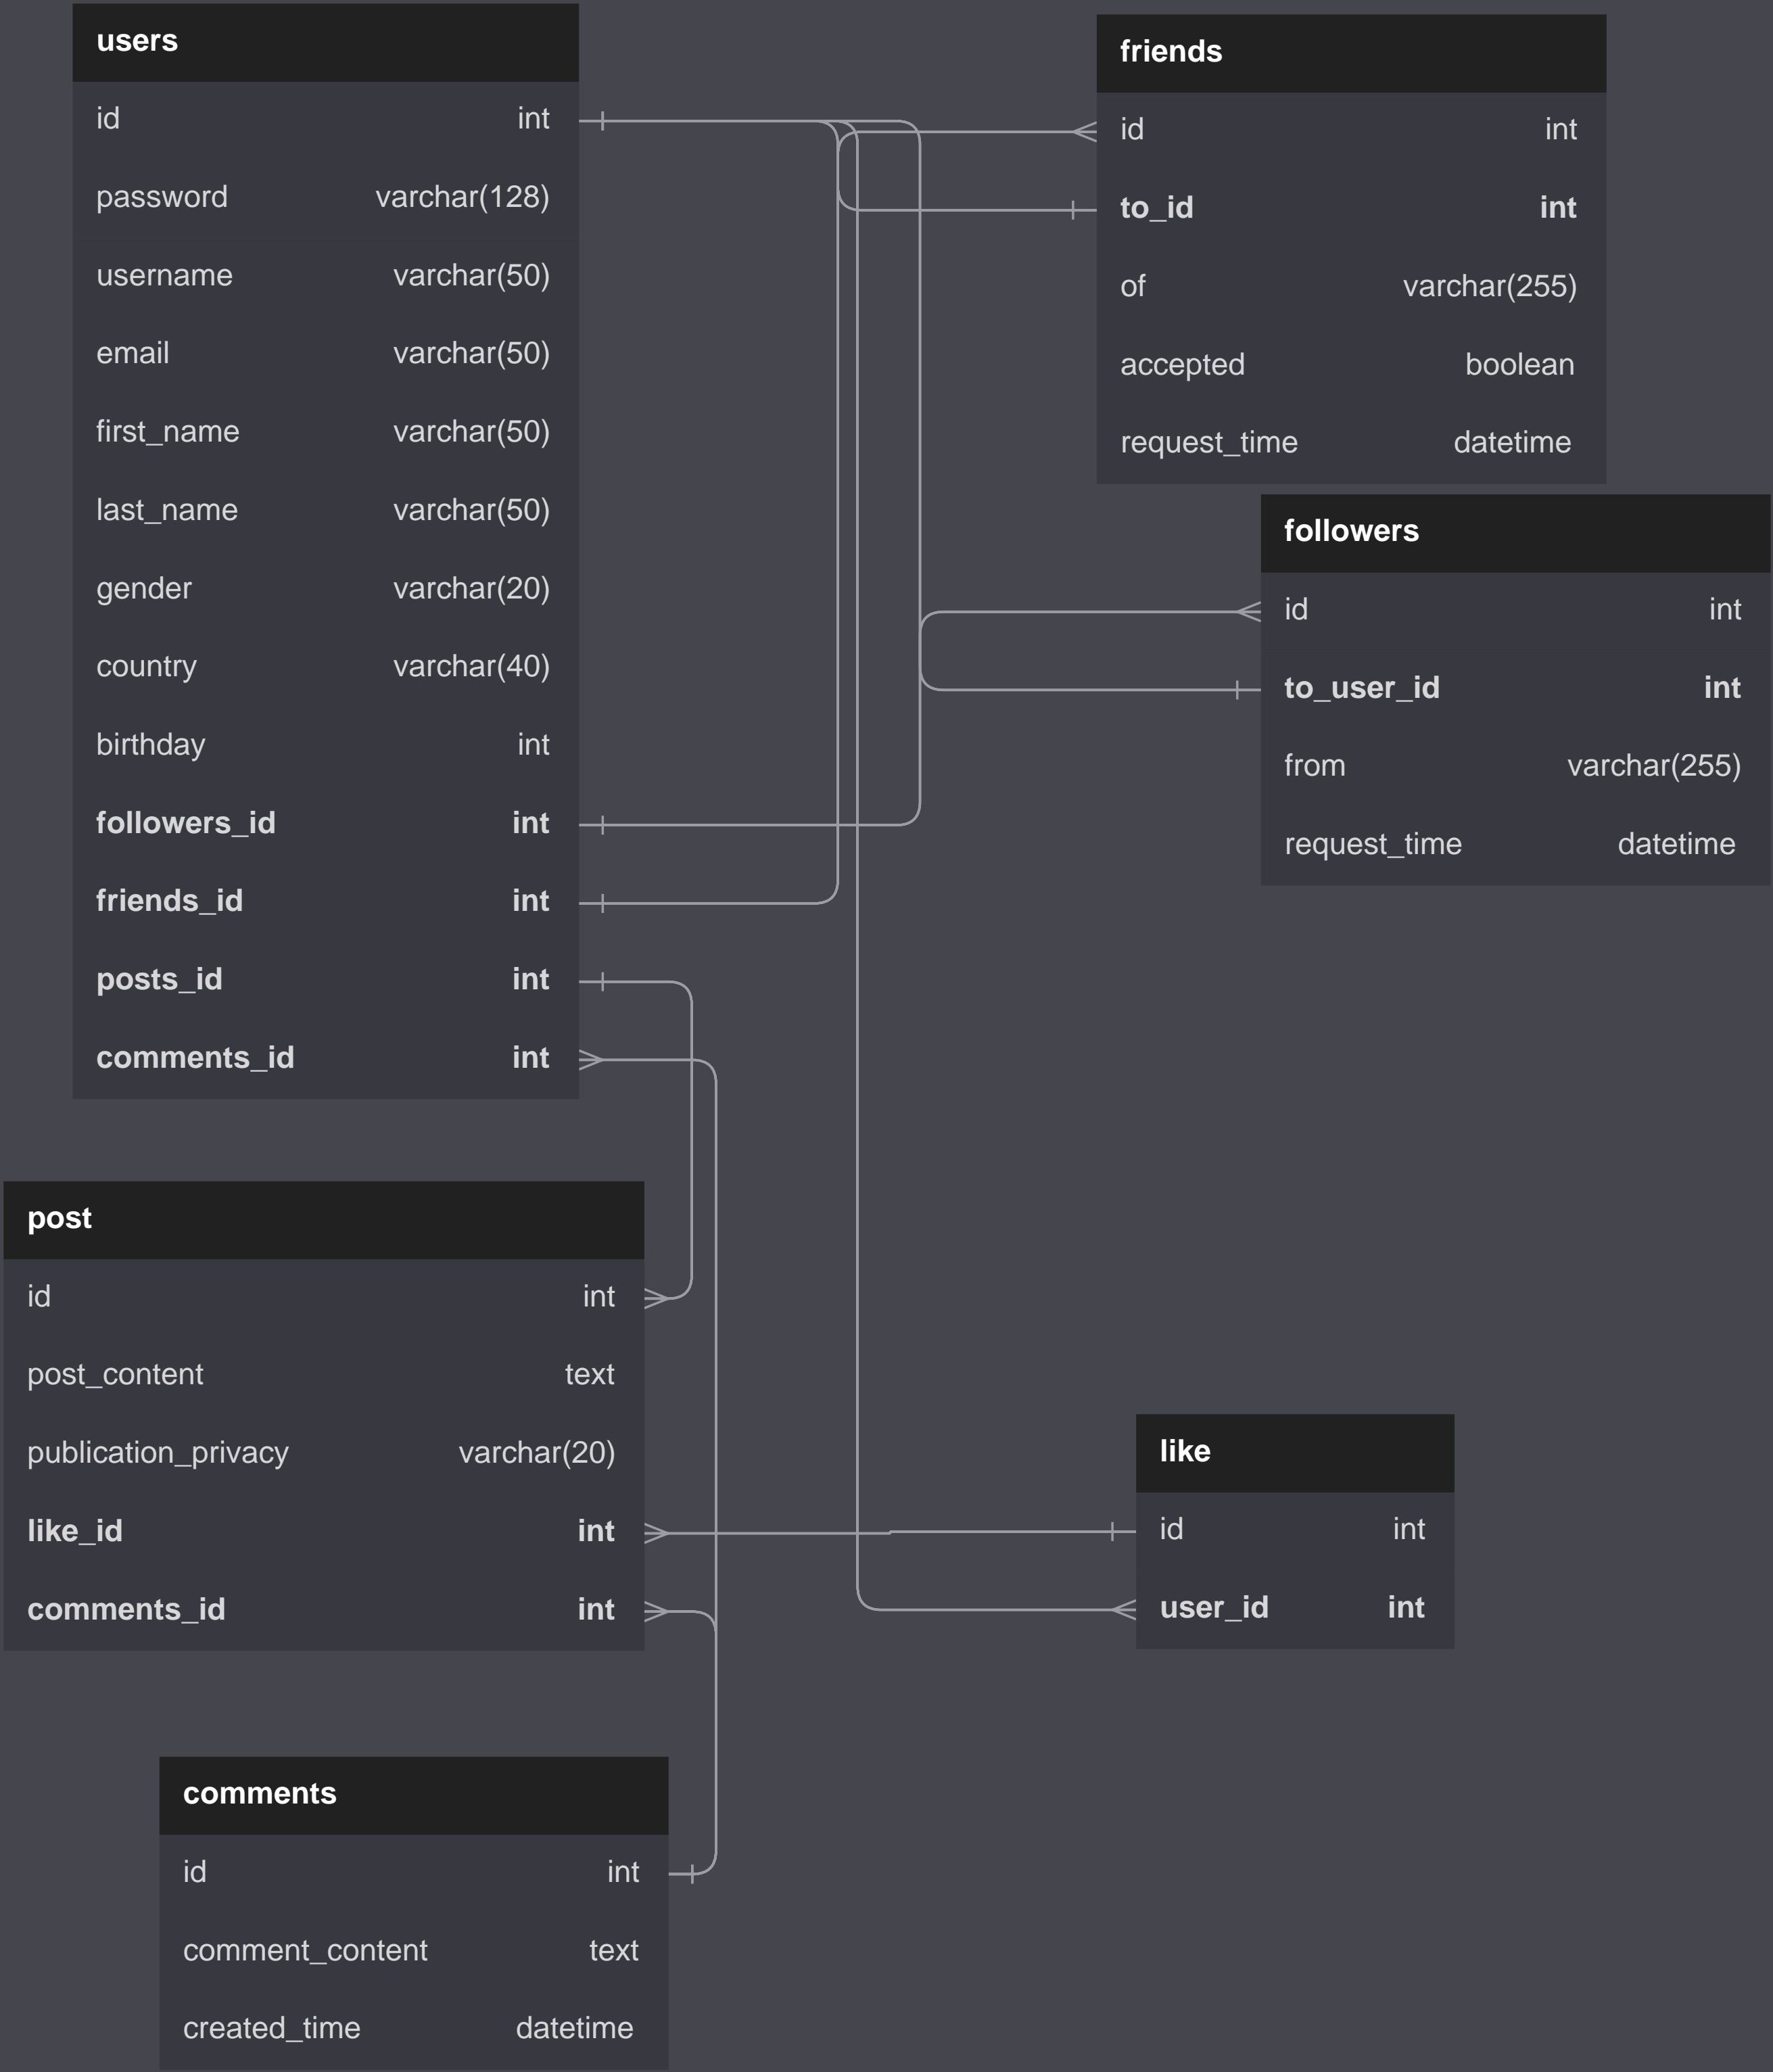 users
id int
password varchar(128)
username varchar(50)
email varchar(50)
first_name varchar(50)
last_name varchar(50)
gender varchar(20)
country varchar(40)
birthday int
followers_id int
friends_id int
posts_id int
comments_id int
friends
id int
to_id int
of varchar(255)
accepted boolean
request_time datetime
followers
id int
to_user_id int
from varchar(255)
request_time datetime
post
id int
post_content text
publication_privacy varchar(20)
like_id int
comments_id int
like
id int
user_id int
comments
id int
comment_content text
created_time datetime